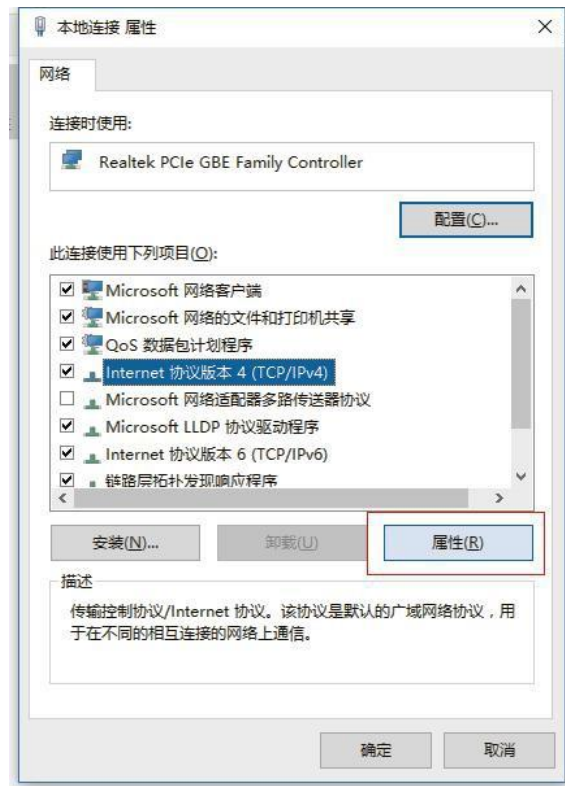 本地连接 属性
网络
连接时使用:
Realtek PCIe GBE Family Controller
配置(C)...
此连接使用下列项目(O):
Microsoft 网络客户端
Microsoft 网络的文件和打印机共享
QoS 数据包计划程序
Internet 协议版本 4 (TCP/IPv4)
Microsoft 网络适配器多路传送器协议
Microsoft LLDP 协议驱动程序
Internet 协议版本 6 (TCP/IPv6)
链路层拓扑发现响应程序
安装(N)... 卸载(U) 属性(R)
描述
传输控制协议/Internet 协议。该协议是默认的广域网络协议，用
于在不同的相互连接的网络上通信。
确定 取消